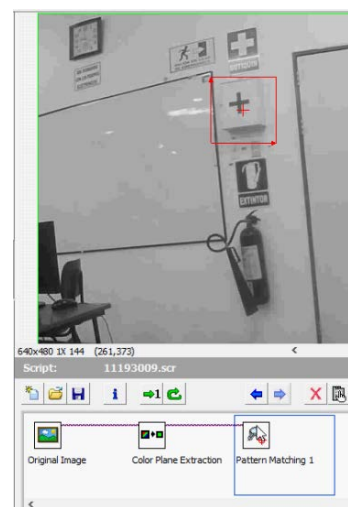 EXTINTOR
640x480 1X 144 (261,373)
Script: 11193009.scr
Original Image
Color Plane Extraction
Pattern Matching 1